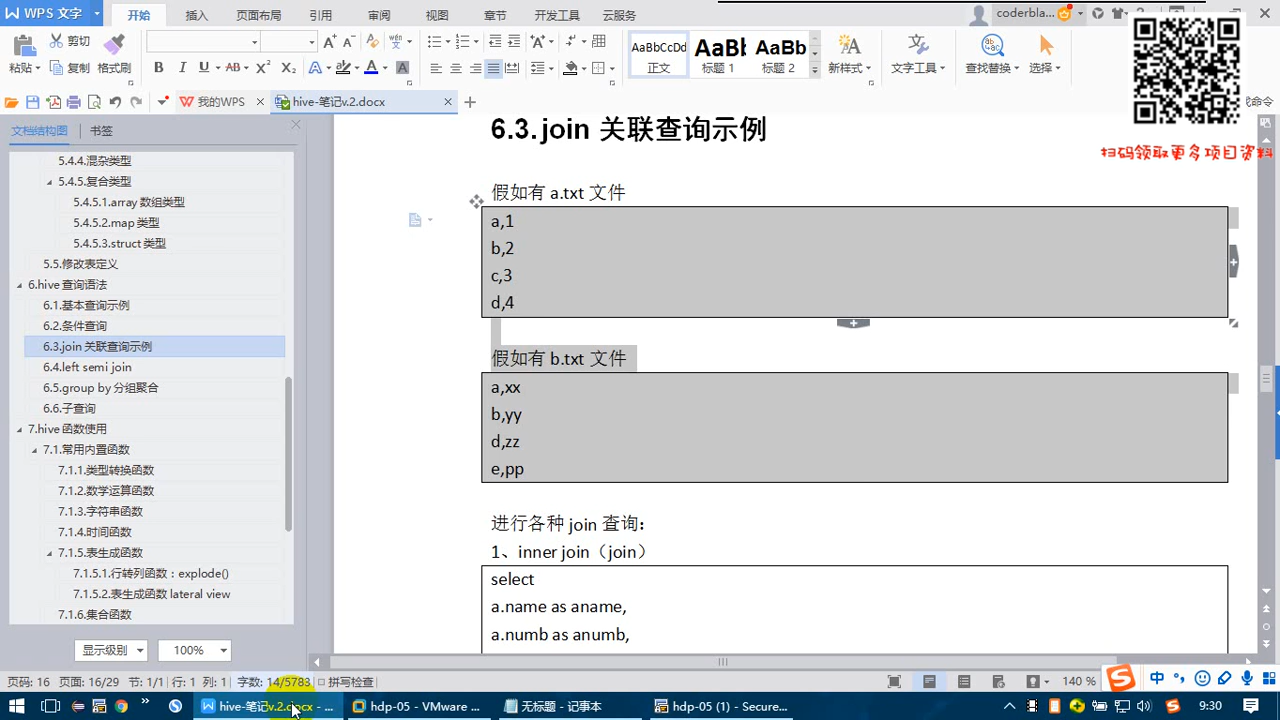 WPS 文字
开始
插入
页面布局
引用
审阅
视图
章节
开发工具
云服务
coderbla...
粘贴
剪切
复制
格式刷
AaBbCcDd
正文
AaBb
标题 1
AaBb
标题 2
新样式
文字工具
查找替换
选择
我的WPS
hive-笔记v.2.docx
扫码领取更多项目资料
文档结构图
书签
5.4.4.混杂类型
5.4.5.复合类型
5.4.5.1.array 数组类型
5.4.5.2.map 类型
5.4.5.3.struct 类型
5.5.修改表定义
6.hive 查询语法
6.1.基本查询示例
6.2.条件查询
6.3.join 关联查询示例
6.4.left semi join
6.5.group by 分组聚合
6.6.子查询
7.hive 函数使用
7.1.常用内置函数
7.1.1.类型转换函数
7.1.2.数学运算函数
7.1.3.字符串函数
7.1.4.时间函数
7.1.5.表生成函数
7.1.5.1.行转列函数：explode()
7.1.5.2.表生成函数 lateral view
7.1.6.集合函数
显示级别
100%
6.3.join 关联查询示例
假如有 a.txt 文件
a,1
b,2
c,3
d,4
假如有 b.txt 文件
a,xx
b,yy
d,zz
e,pp
进行各种 join 查询：
1、inner join（join）
select
a.name as aname,
a.numb as anumb,
页码: 16 页面: 16/29 节: 1/1 行: 1 列: 1 字数: 14/5783 拼写检查
140 %
中
hive-笔记v.2.docx - ...
hdp-05 - VMware ...
无标题 - 记事本
hdp-05 (1) - Secure...
9:30